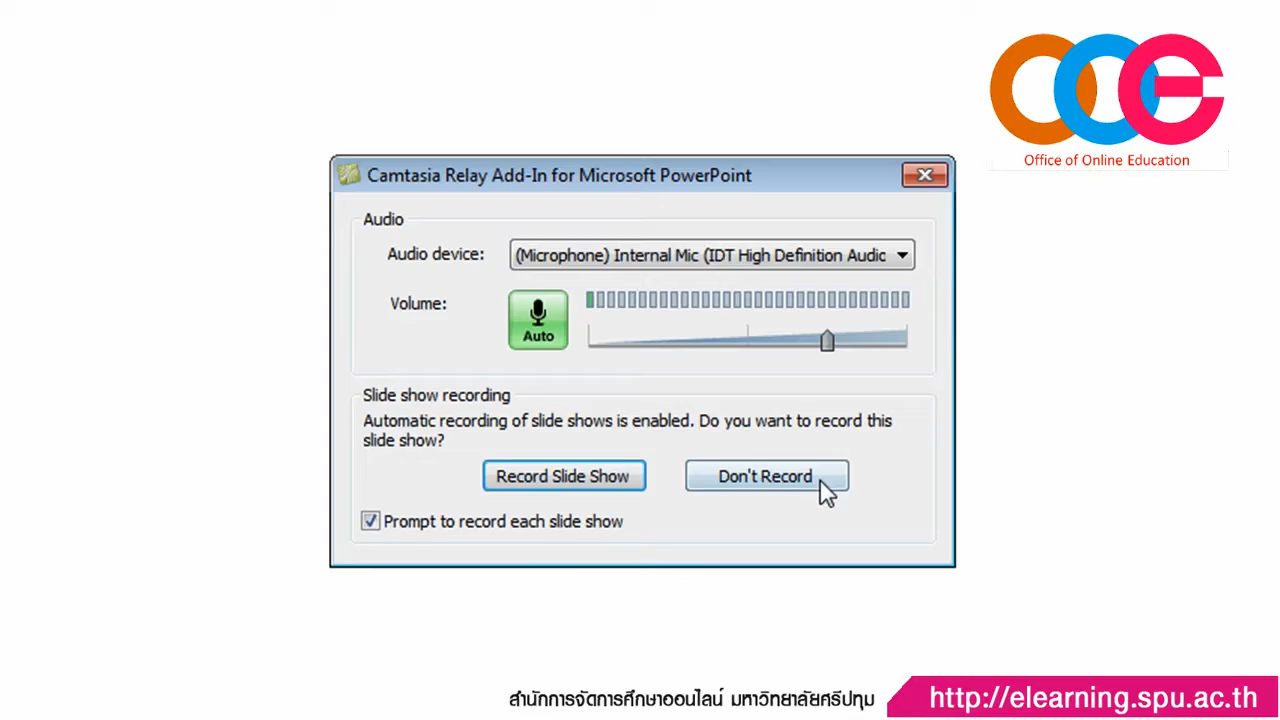 OOE
Office of Online Education
Camtasia Relay Add-In for Microsoft PowerPoint
Audio
Audio device:
(Microphone) Internal Mic (IDT High Definition Audio
Volume:
Auto
Slide show recording
Automatic recording of slide shows is enabled. Do you want to record this
slide show?
Record Slide Show
Don't Record
Prompt to record each slide show
สำนักการจัดการศึกษาออนไลน์ มหาวิทยาลัยศรีปทุม
http://elearning.spu.ac.th